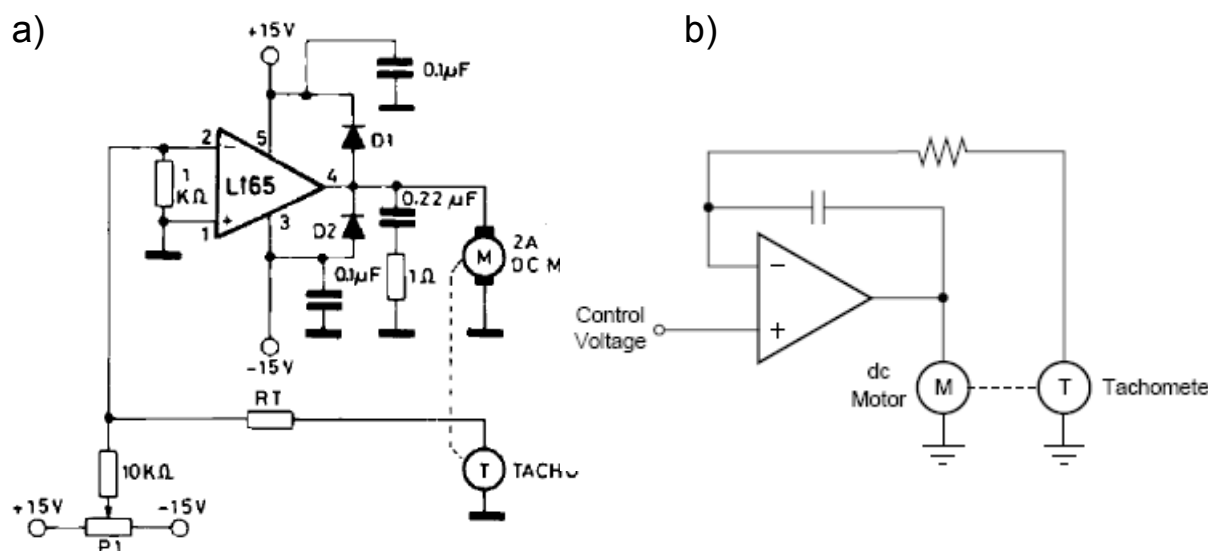 a)
+15V
0.1µF
2
5
D1
1
KΩ
L165
4
0.22 µF
+
3
1
D2
0.1µF
1Ω
M
2A
DC M
-15V
RT
10KΩ
T
TACHO
+15V
-15V
P1
b)
Control
Voltage
−
+
dc
Motor
M
T
Tachomete